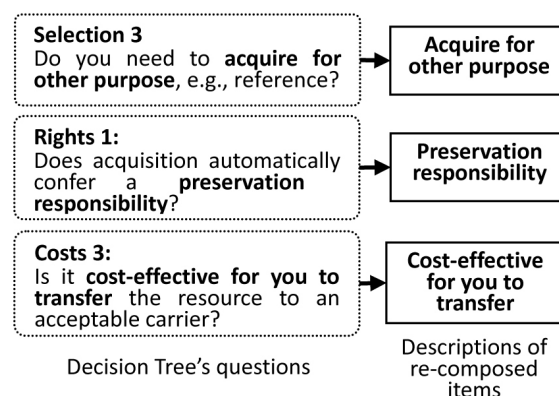 Selection 3
Do you need to acquire for
other purpose, e.g., reference?
Acquire for
other purpose
Rights 1:
Does acquisition automatically
confer a preservation
responsibility?
Preservation
responsibility
Costs 3:
Is it cost-effective for you to
transfer the resource to an
acceptable carrier?
Cost-effective
for you to
transfer
Decision Tree's questions
Descriptions of
re-composed
items